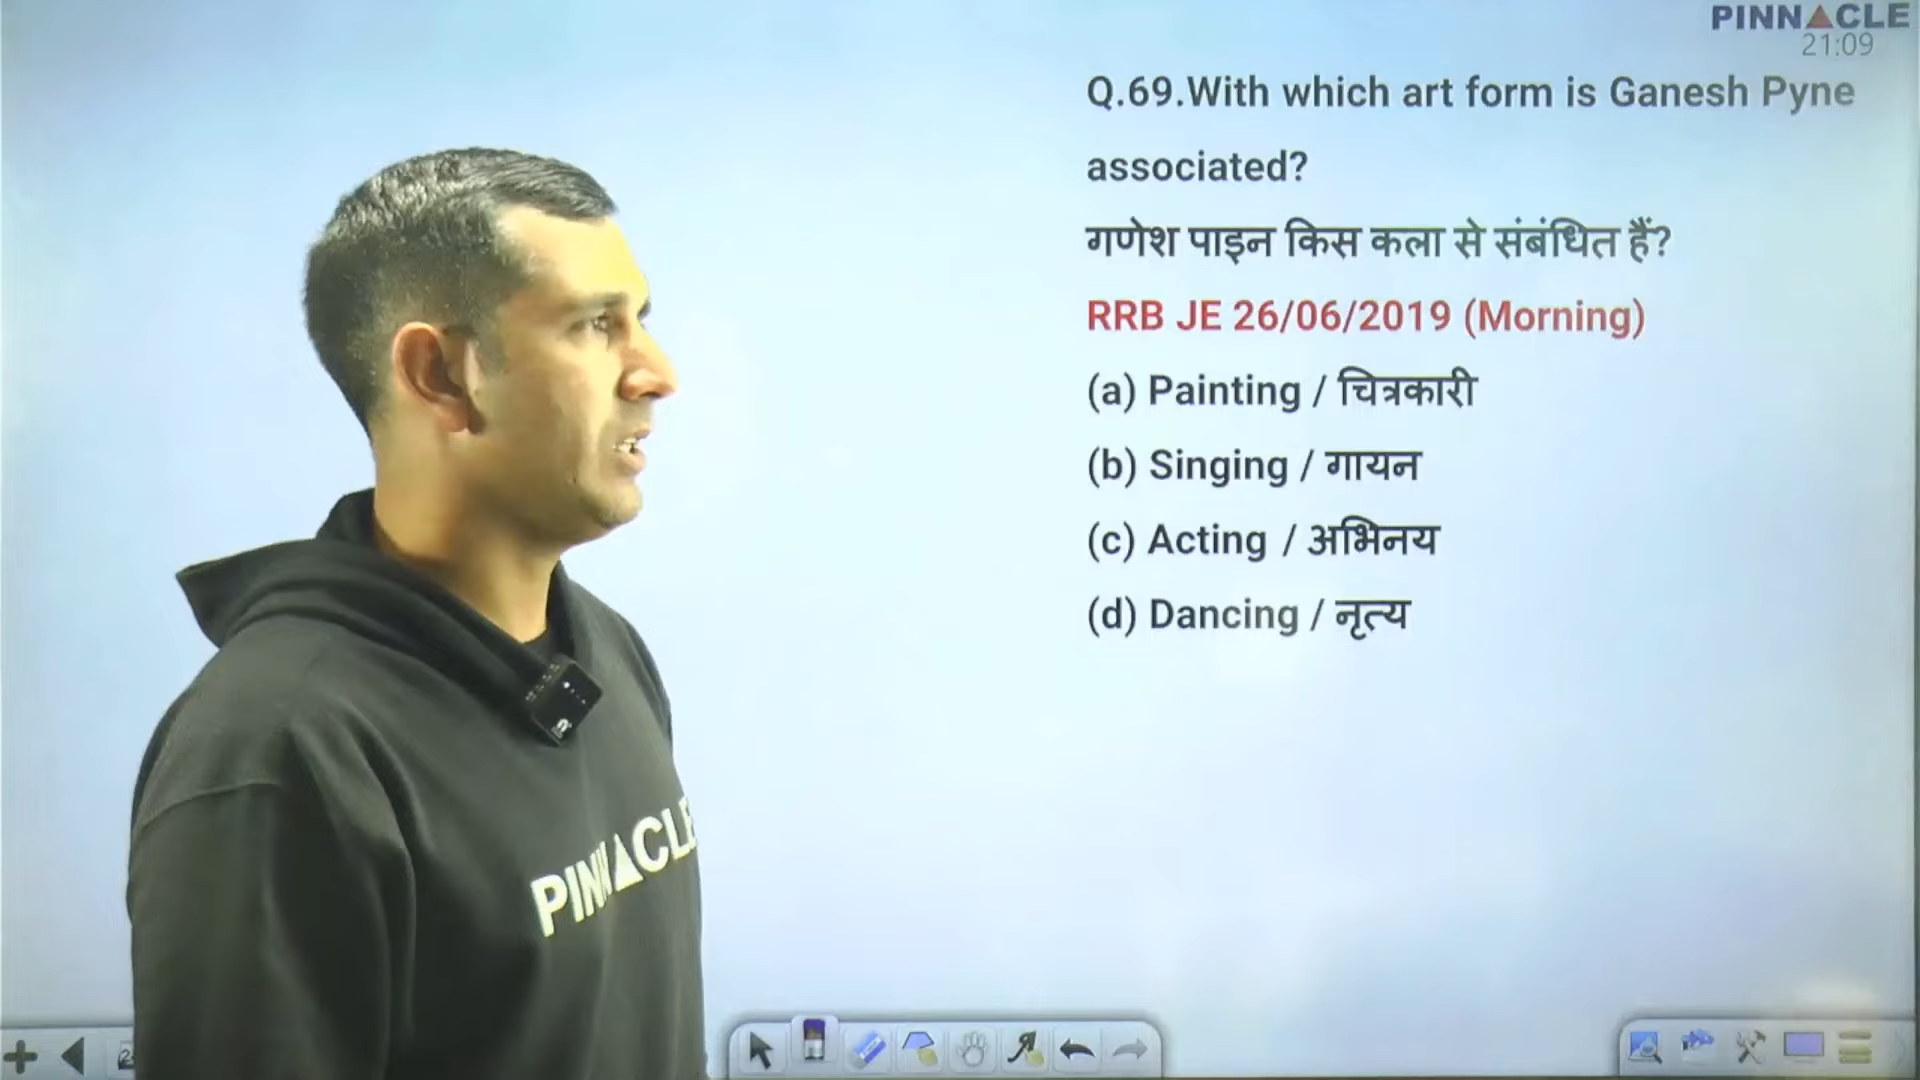 PINNACLE
21:09
Q.69.With which art form is Ganesh Pyne
associated?
गणेश पाइन किस कला से संबंधित हैं?
RRB JE 26/06/2019 (Morning)
(a) Painting / चित्रकारी
(b) Singing / गायन
(c) Acting / अभिनय
(d) Dancing / नृत्य
PINNACLE